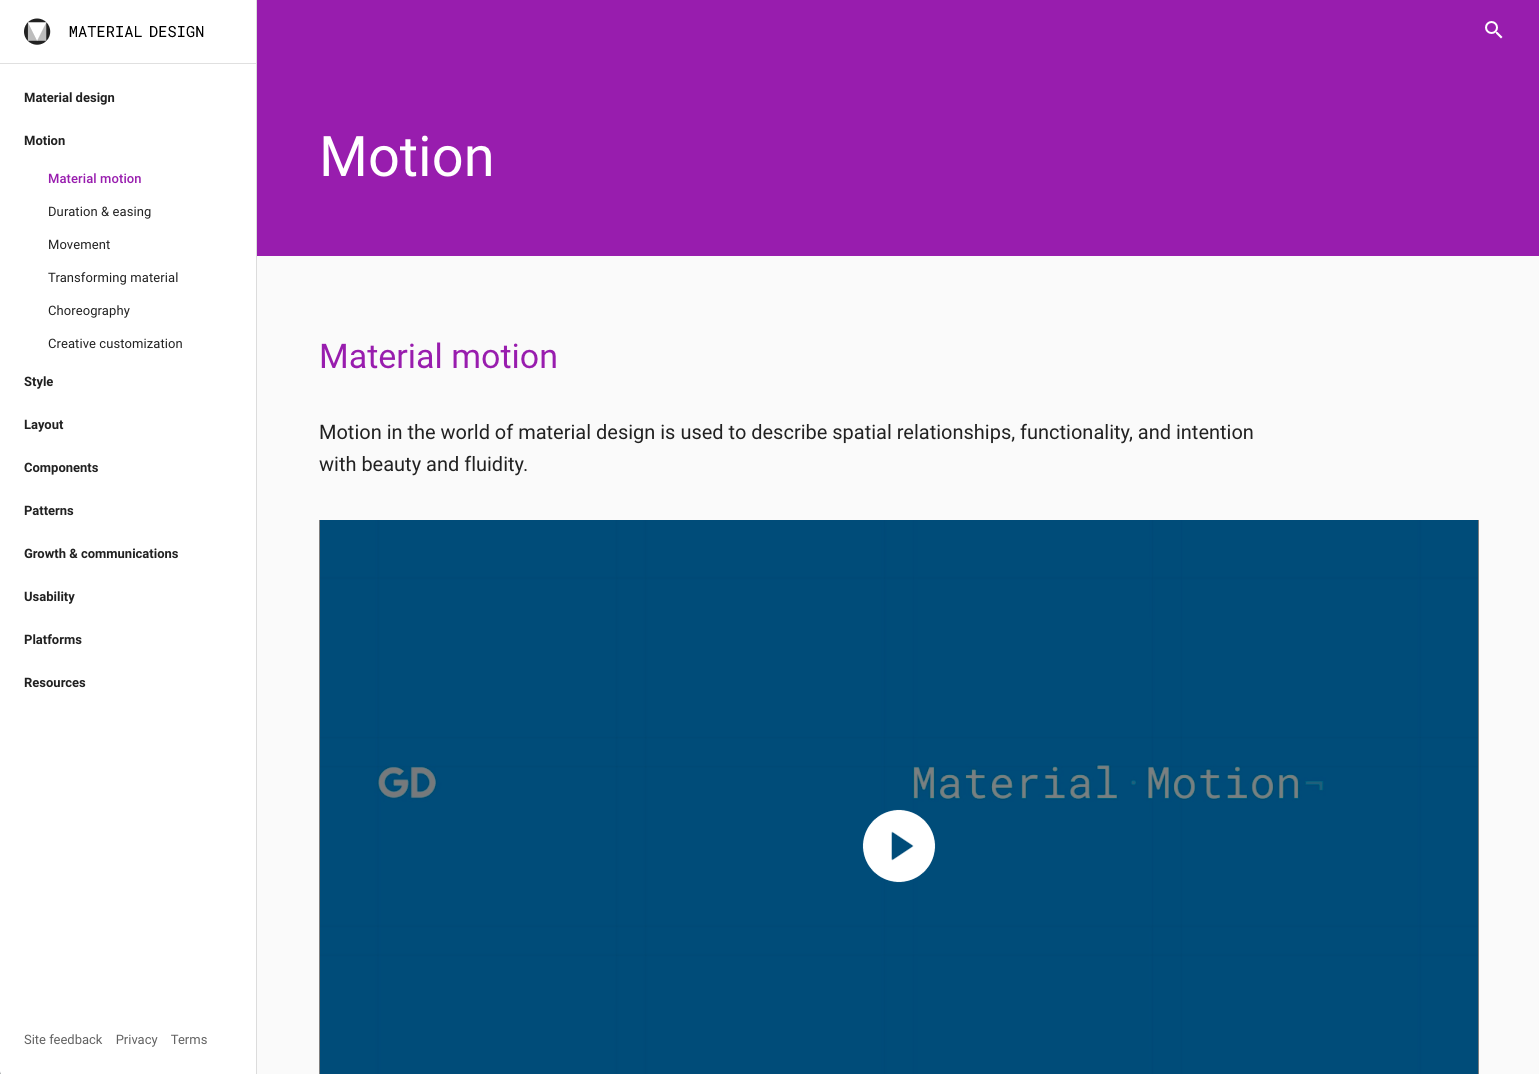 MATERIAL DESIGN
Material design
Motion
Material motion
Duration & easing
Movement
Transforming material
Choreography
Creative customization
Style
Layout
Components
Patterns
Growth & communications
Usability
Platforms
Resources
Site feedback Privacy Terms
Motion
Material motion
Motion in the world of material design is used to describe spatial relationships, functionality, and intention
with beauty and fluidity.
GD Material·Motion¬